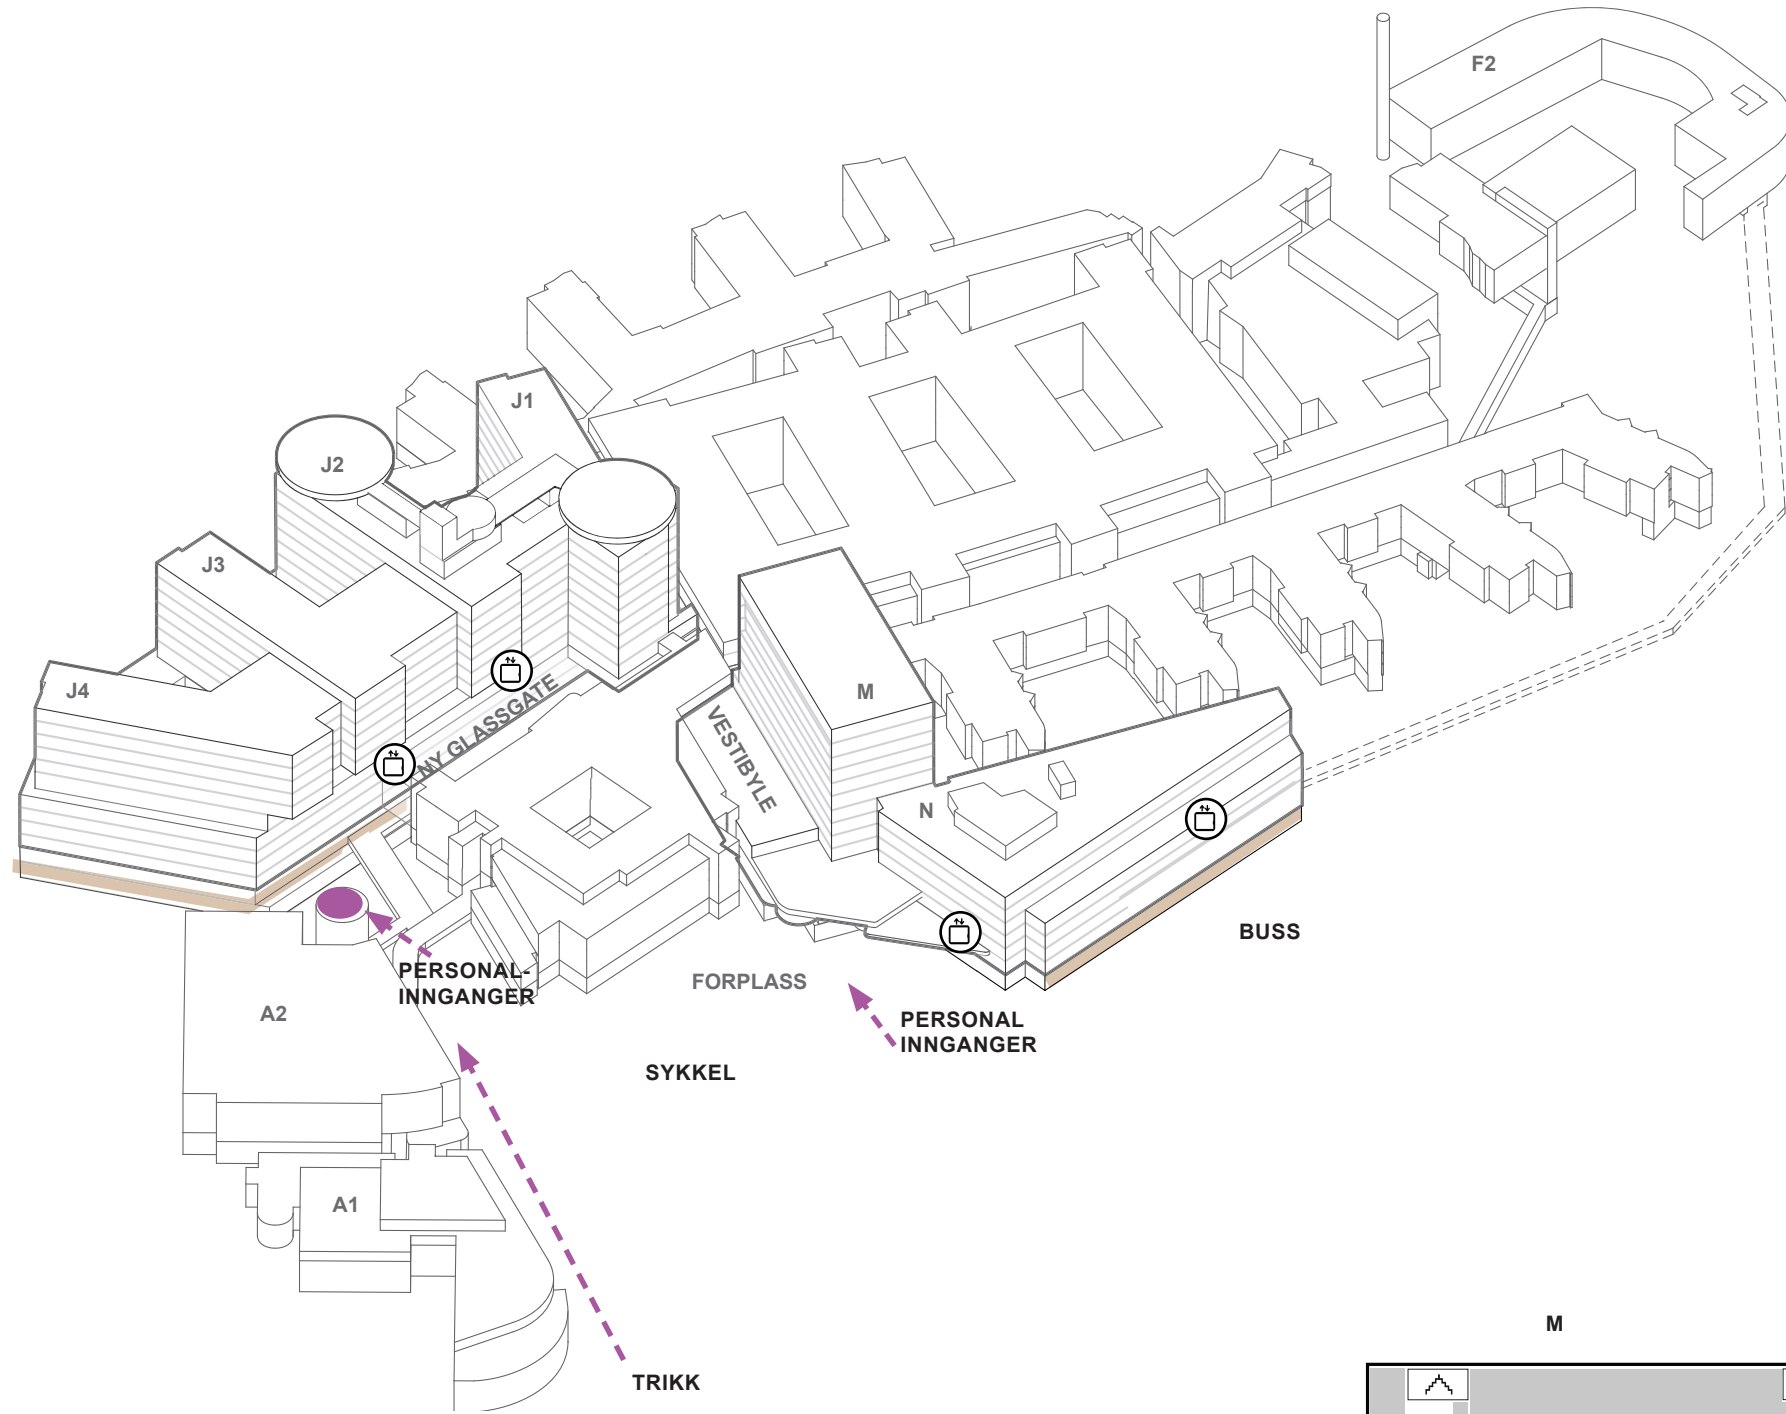 F2
J1
J2
J3
J4
M
NY GLASSGATE
VESTIBYLE
N
BUSS
PERSONAL-
INNGANGER
FORPLASS
A2
PERSONAL
INNGANGER
SYKKEL
A1
M
TRIKK